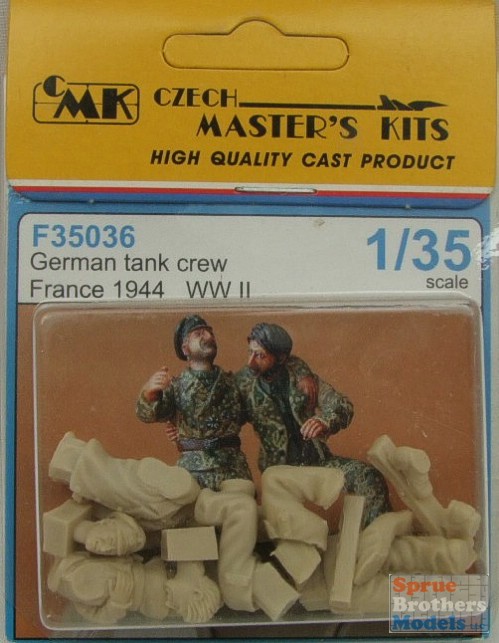 CMK
CZECH
MASTER'S KITS
HIGH QUALITY CAST PRODUCT
F35036
1/35
German tank crew
scale
France 1944 WW II
Sprue
Brothers
Models LLC